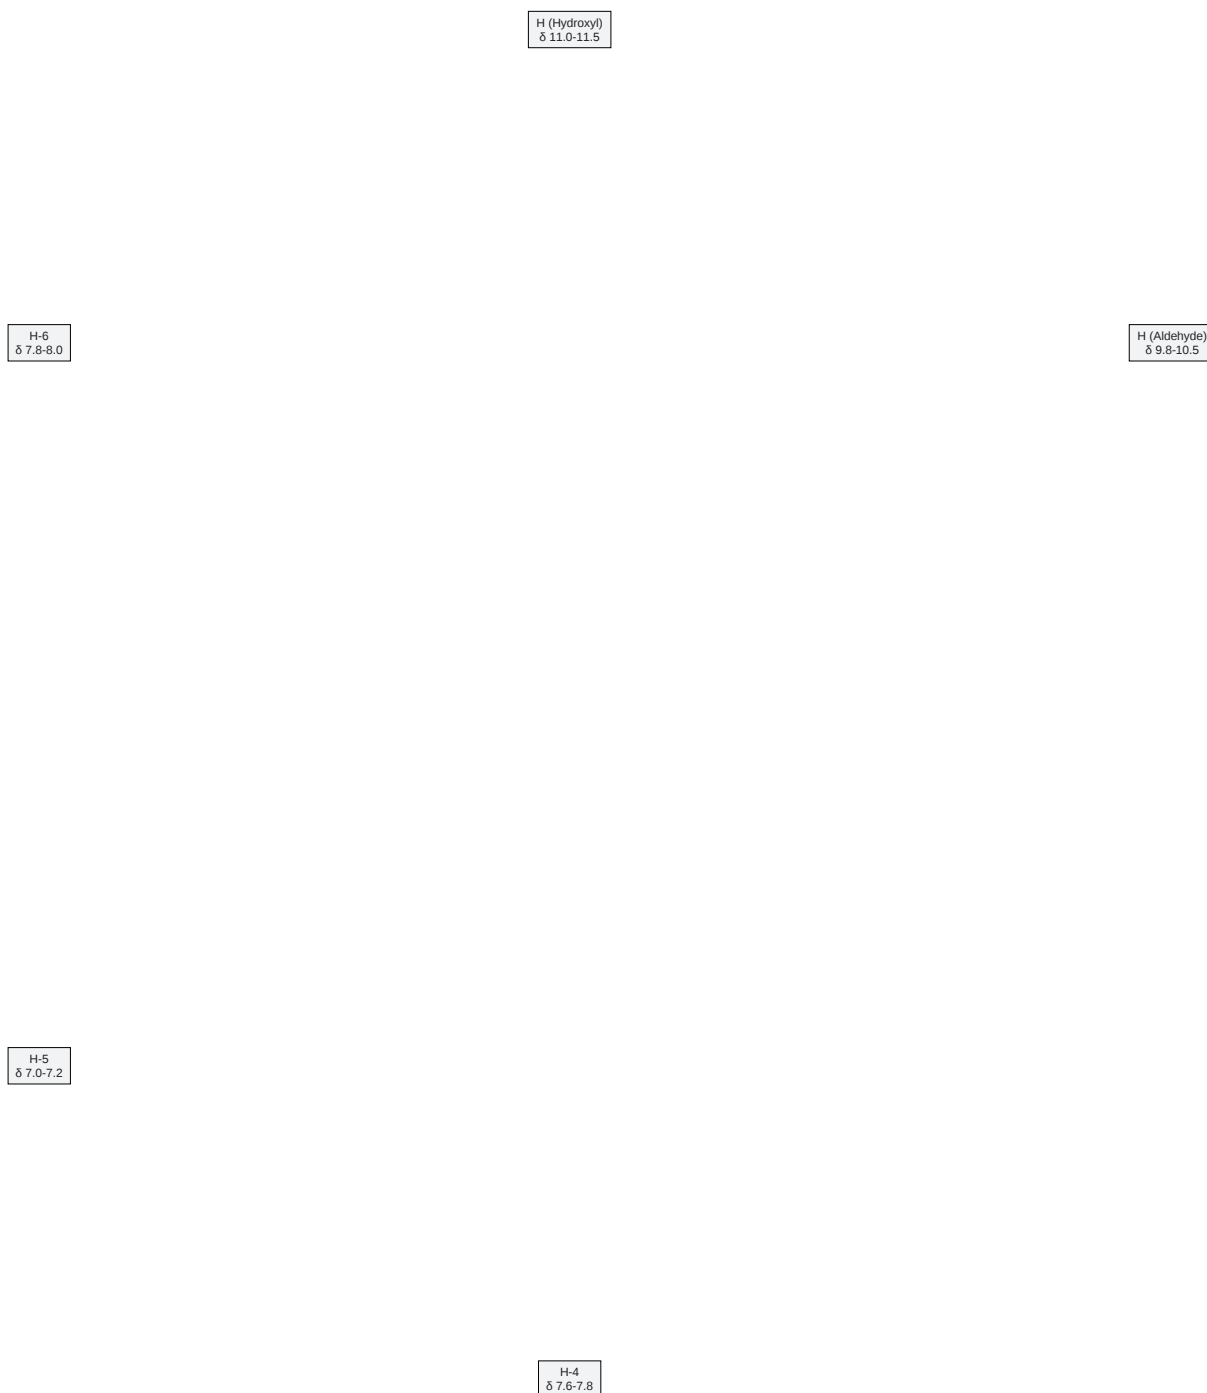 H (Hydroxyl)
δ 11.0-11.5
H-6
δ 7.8-8.0
H (Aldehyde)
δ 9.8-10.5
H-5
δ 7.0-7.2
H-4
δ 7.6-7.8